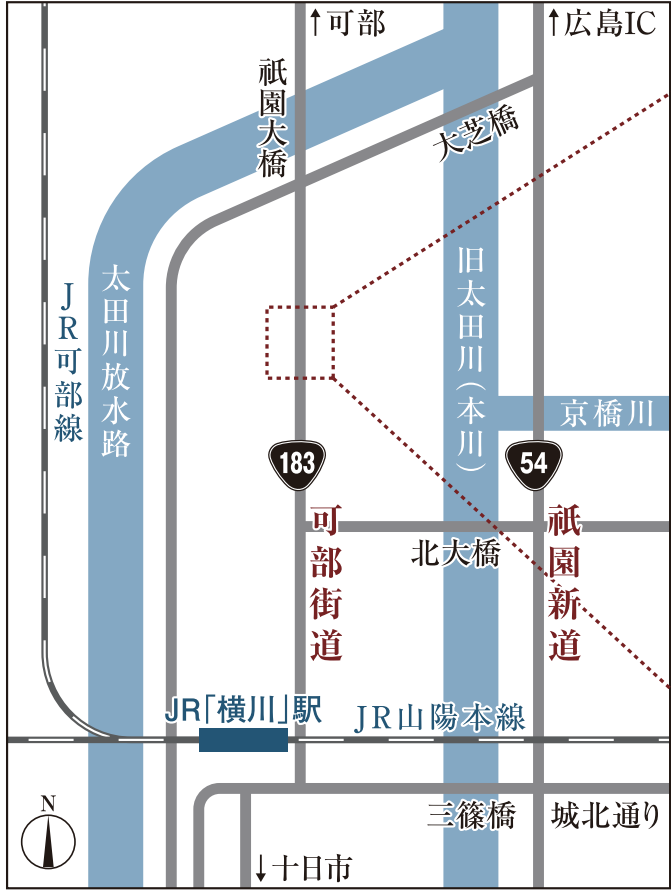 ↑可部
↑広島IC
祇園大橋
大芝橋
太田川放水路
JR可部線
旧太田川(本川)
京橋川
183
54
可部街道
祇園新道
北大橋
JR「横川」駅
JR山陽本線
三篠橋
城北通り
N
↓十日市